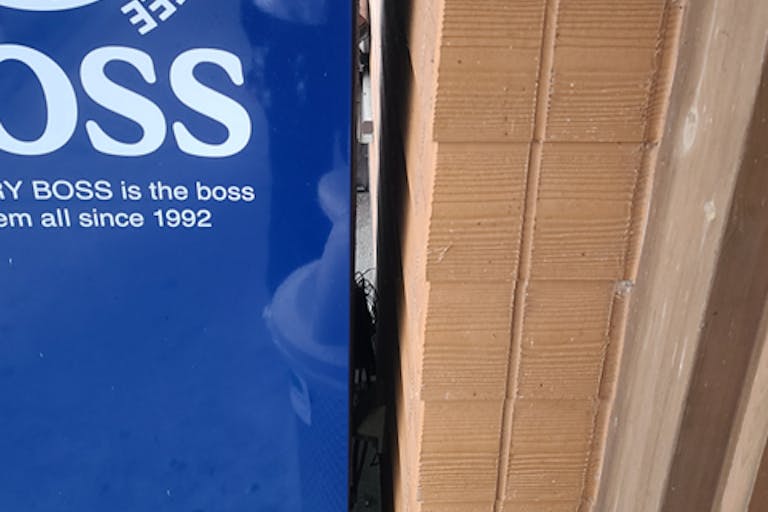 OSS
RY BOSS is the boss
em all since 1992